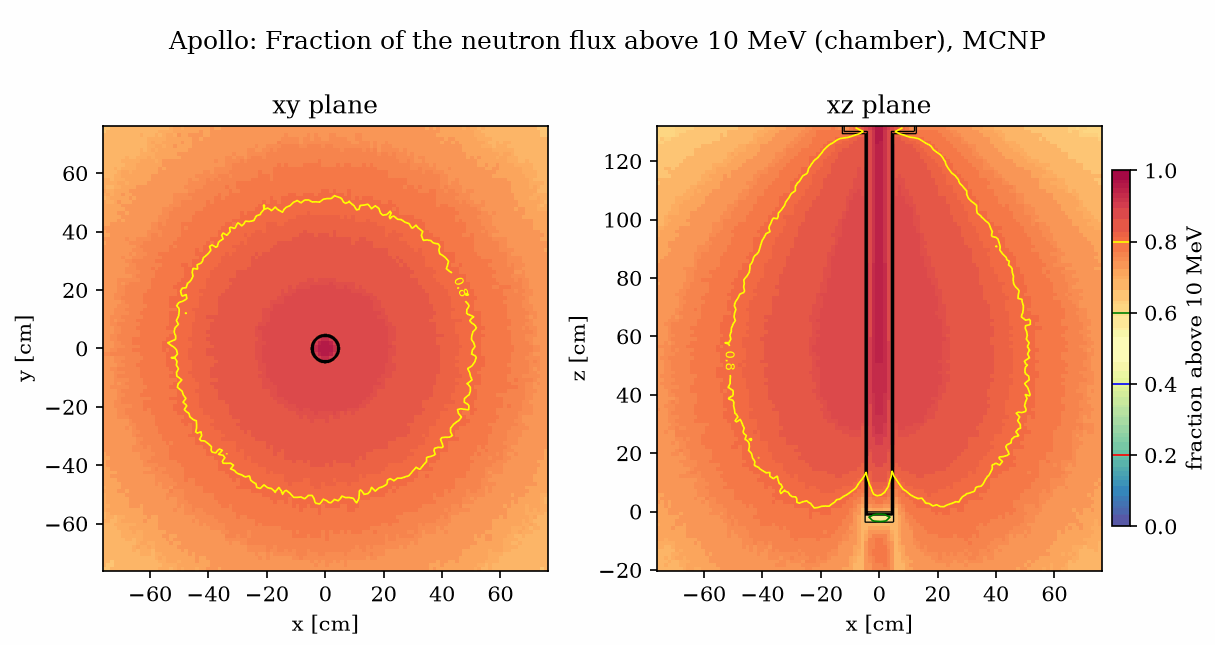 Apollo: Fraction of the neutron flux above 10 MeV (chamber), MCNP
xy plane
xz plane
y [cm]
60
40
20
0
−20
−40
−60
0.8
−60 −40 −20 0 20 40 60
x [cm]
z [cm]
120
100
80
60
40
20
0
−20
0.8
−60 −40 −20 0 20 40 60
x [cm]
1.0
0.8
0.6
0.4
0.2
0.0
fraction above 10 MeV